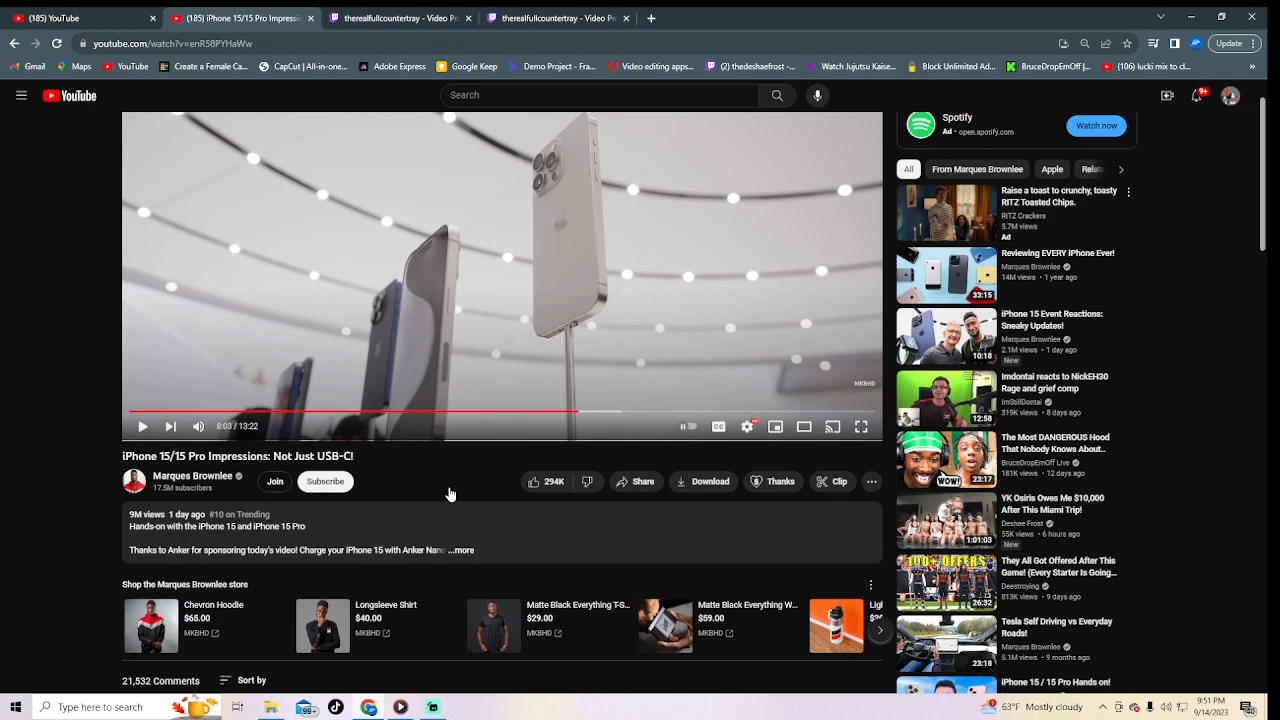 (185) YouTube
(185) iPhone 15/15 Pro Impressi
therealfullcountertray - Video Pr
therealfullcountertray - Video Pr
youtube.com/watch?v=enR58PYHaWw
Update
Gmail
Maps
YouTube
Create a Female Ca...
CapCut | All-in-one...
Adobe Express
Google Keep
Demo Project - Fra...
Video editing apps...
(2) thedeshaefrost -...
Watch Jujutsu Kaise...
Block Unlimited Ad...
BruceDropEmOff |...
(106) lucki mix to cl...
YouTube
Search
9+
Spotify
Ad • open.spotify.com
Watch now
All
From Marques Brownlee
Apple
Relat
Raise a toast to crunchy, toasty
RITZ Toasted Chips.
RITZ Crackers
5.7M views
Ad
Reviewing EVERY iPhone Ever!
Marques Brownlee
14M views • 1 year ago
33:15
iPhone 15 Event Reactions:
Sneaky Updates!
Marques Brownlee
2.1M views • 1 day ago
New
10:18
Imdontai reacts to NickEH30
Rage and grief comp
ImStillDontai
319K views • 8 days ago
12:58
The Most DANGEROUS Hood
That Nobody Knows About...
BruceDropEmOff Live
181K views • 12 days ago
WOW!
23:17
YK Osiris Owes Me $10,000
After This Miami Trip!
Deshae Frost
55K views • 6 hours ago
New
1:01:03
They All Got Offered After This
Game! (Every Starter Is Going...
Deestroying
813K views • 9 days ago
100+ OFFERS
26:32
Tesla Self Driving vs Everyday
Roads!
Marques Brownlee
5.1M views • 9 months ago
23:18
iPhone 15 / 15 Pro Hands on!
MKBHD
8:03 / 13:22
CC
HD
iPhone 15/15 Pro Impressions: Not Just USB-C!
Marques Brownlee
17.5M subscribers
Join
Subscribe
294K
Share
Download
Thanks
Clip
9M views 1 day ago #10 on Trending
Hands-on with the iPhone 15 and iPhone 15 Pro
Thanks to Anker for sponsoring today's video! Charge your iPhone 15 with Anker Nano ...more
Shop the Marques Brownlee store
Chevron Hoodie
$65.00
MKBHD
Longsleeve Shirt
$40.00
MKBHD
Matte Black Everything T-S...
$29.00
MKBHD
Matte Black Everything W...
$59.00
MKBHD
21,532 Comments
Sort by
Type here to search
99+
63°F Mostly cloudy
9:51 PM
9/14/2023